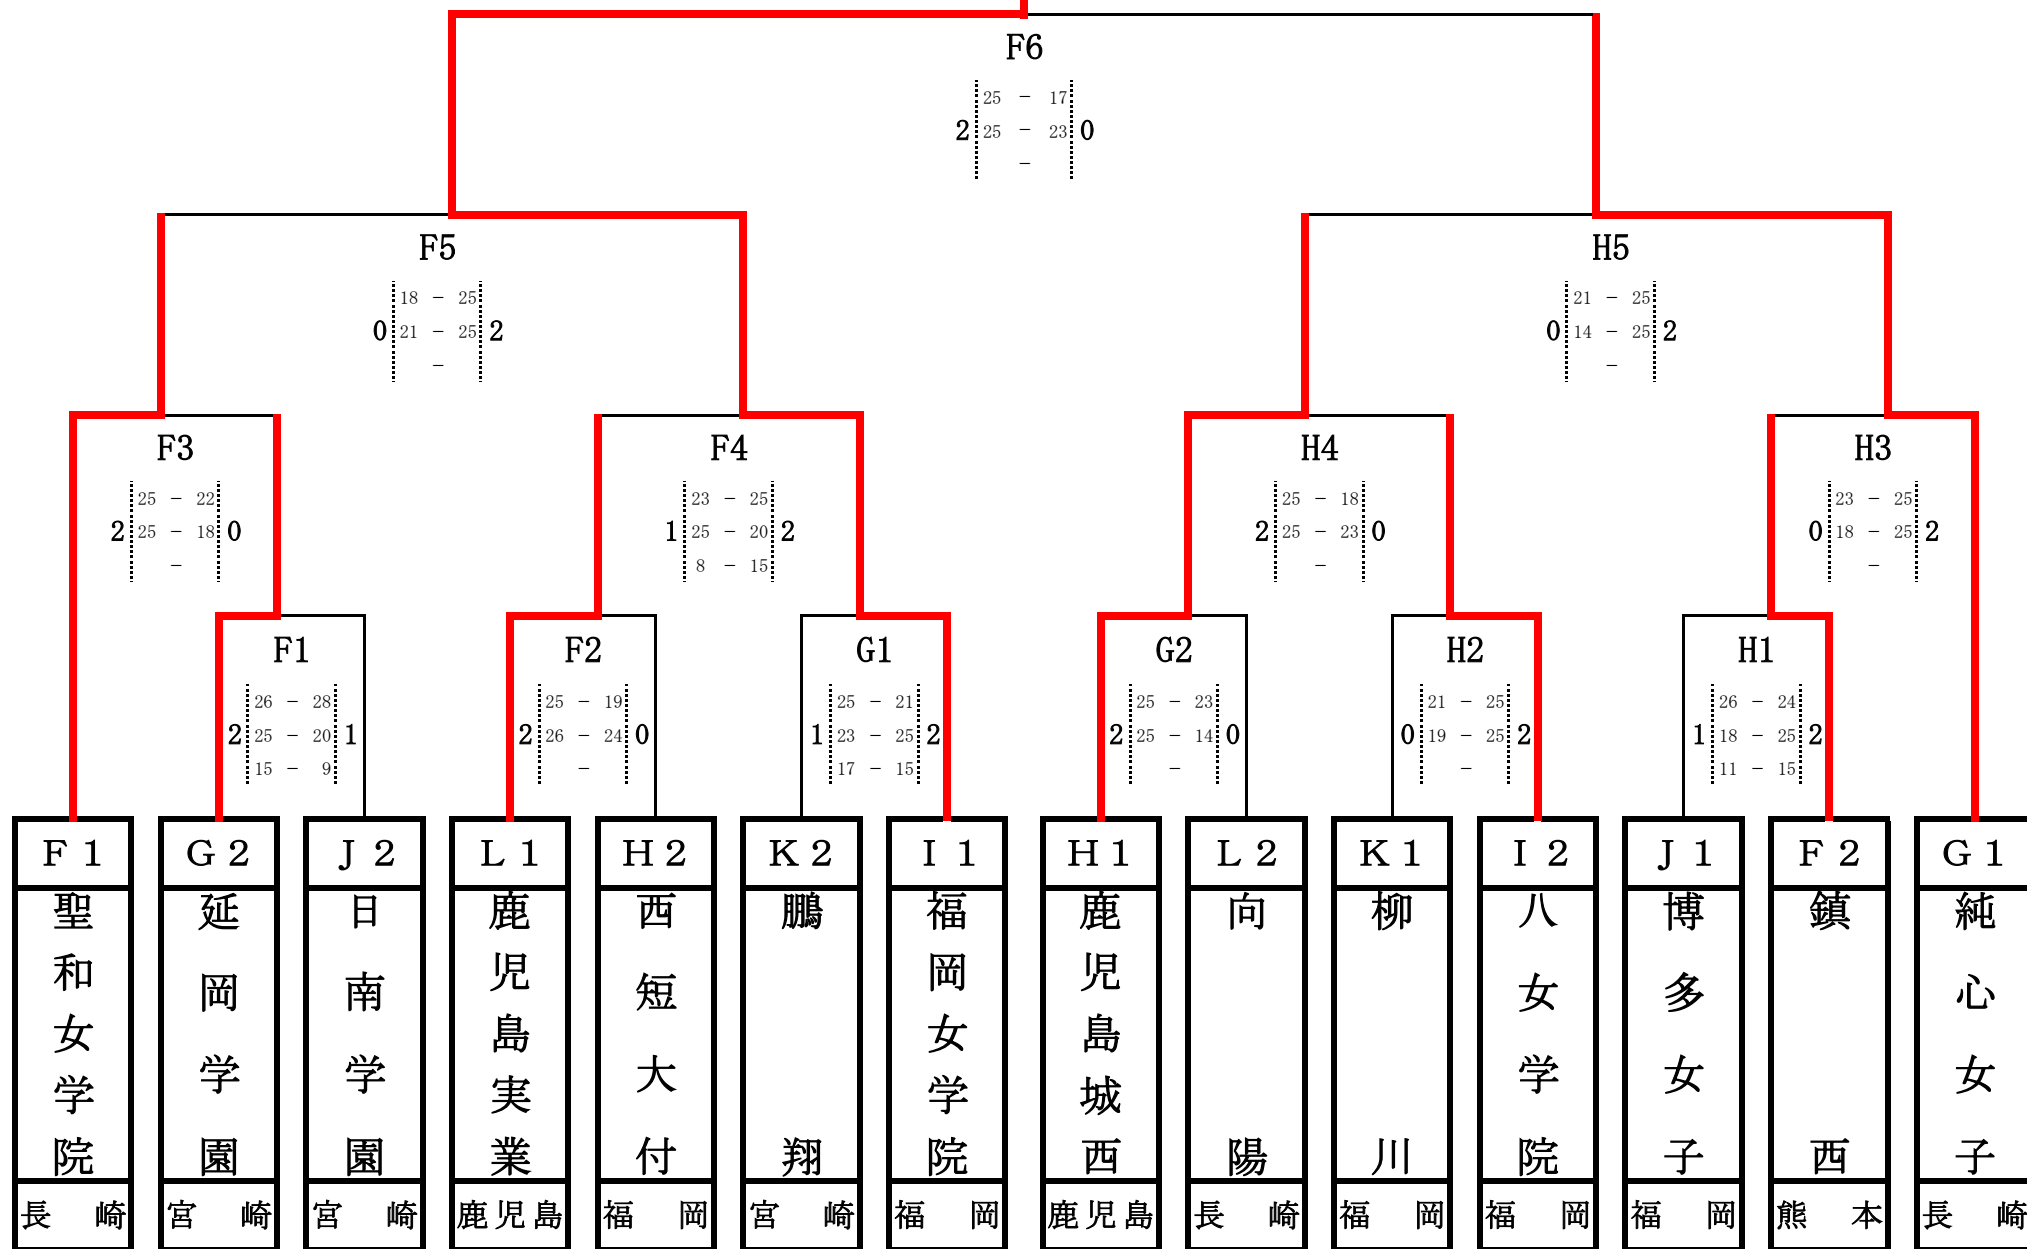 F6
25 － 17
2 25 － 23 0
－
F5 H5
18 － 25 21 － 25
0 21 － 25 2 0 14 － 25 2
－ －
F3 F4 H4 H3
25 － 22 23 － 25 25 － 18 23 － 25
2 25 － 18 0 1 25 － 20 2 2 25 － 23 0 0 18 － 25 2
－ 8 － 15 － －
F1 F2 G1 G2 H2 H1
26 － 28 25 － 19 25 － 21 25 － 23 21 － 25 26 － 24
2 25 － 20 1 2 26 － 24 0 1 23 － 25 2 2 25 － 14 0 0 19 － 25 2 1 18 － 25 2
15 － 9 － 17 － 15 － － 11 － 15
Ｆ１ Ｇ２ Ｊ２ Ｌ１ Ｈ２ Ｋ２ Ｉ１ Ｈ１ Ｌ２ Ｋ１ Ｉ２ Ｊ１ Ｆ２ Ｇ１
聖和女学院
延岡学園
日南学園
鹿児島実業
西短大付
鵬翔
福岡女学院
鹿児島城西
向陽
柳川
八女学院
博多女子
鎮西
純心女子
長崎 宮崎 宮崎 鹿児島 福岡 宮崎 福岡 鹿児島 長崎 福岡 福岡 福岡 熊本 長崎